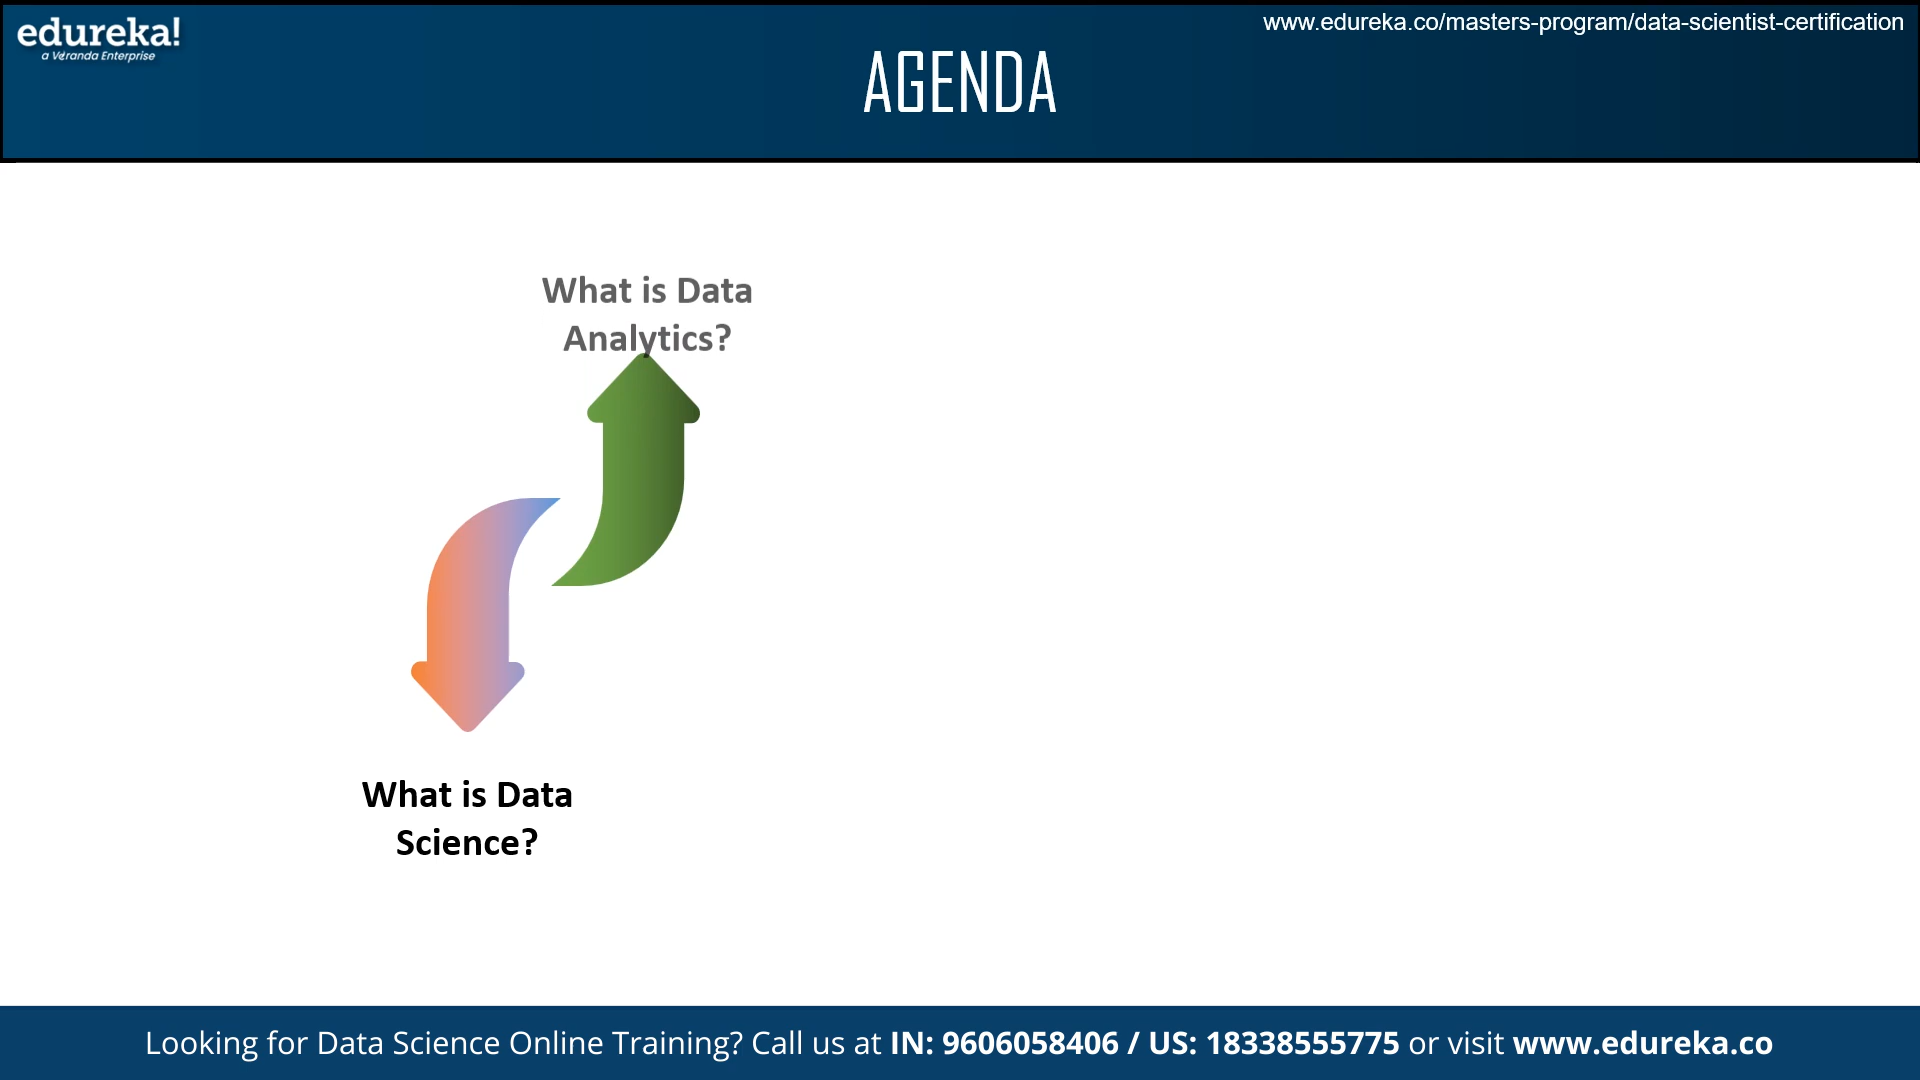 edureka!
a Veranda Enterprise
www.edureka.co/masters-program/data-scientist-certification
AGENDA
What is Data
Analytics?
What is Data
Science?
Looking for Data Science Online Training? Call us at IN: 9606058406 / US: 18338555775 or visit www.edureka.co